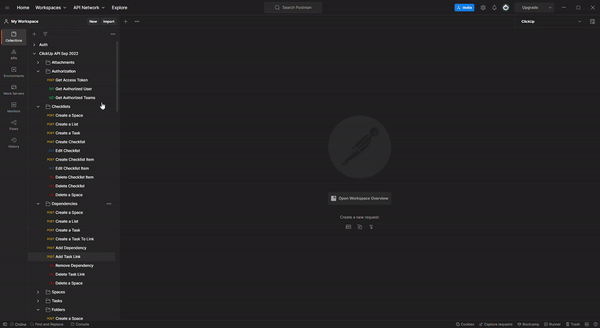 Home Workspaces API Network Explore
Search Postman
Invite
Upgrade
My Workspace
New Import
ClickUp
Collections
APIs
Environments
Mock Servers
Monitors
Flows
History
Auth
ClickUp API Sep 2022
Attachments
Authorization
POST Get Access Token
GET Get Authorized User
GET Get Authorized Teams
Checklists
POST Create a Space
POST Create a List
POST Create a Task
POST Create Checklist
PUT Edit Checklist
POST Create Checklist Item
PUT Edit Checklist Item
DEL Delete Checklist Item
DEL Delete Checklist
DEL Delete a Space
Dependencies
POST Create a Space
POST Create a List
POST Create a Task
POST Create a Task To Link
POST Add Dependency
POST Add Task Link
DEL Remove Dependency
DEL Delete Task Link
DEL Delete a Space
Spaces
Tasks
Folders
POST Create a Space
Open Workspace Overview
Create a new request
Online Find and Replace Console
Cookies Capture requests Bootcamp Runner Trash